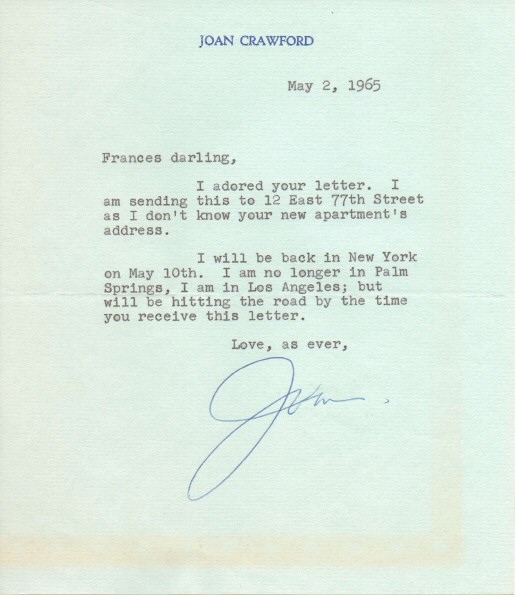 JOAN CRAWFORD
May 2, 1965
Frances darling,
I adored your letter. I
am sending this to 12 East 77th Street
as I don't know your new apartment's
address.
I will be back in New York
on May 10th. I am no longer in Palm
Springs, I am in Los Angeles; but
will be hitting the road by the time
you receive this letter.
Love, as ever,
Joan